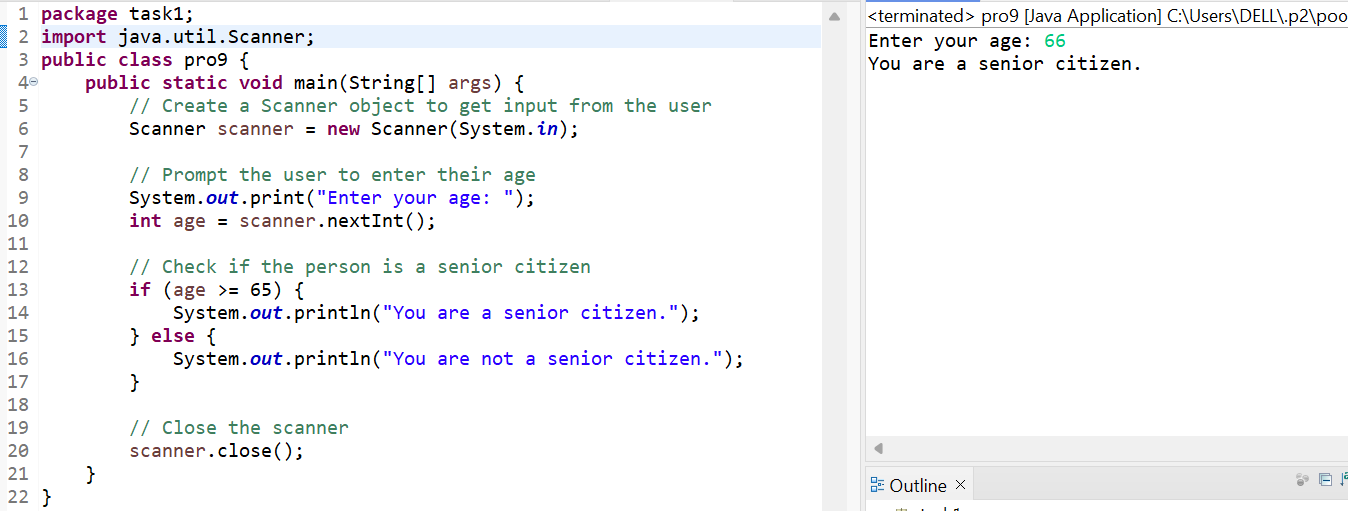 1 package task1;
2 import java.util.Scanner;
3 public class pro9 {
4     public static void main(String[] args) {
5         // Create a Scanner object to get input from the user
6         Scanner scanner = new Scanner(System.in);
7
8         // Prompt the user to enter their age
9         System.out.print("Enter your age: ");
10         int age = scanner.nextInt();
11
12         // Check if the person is a senior citizen
13         if (age >= 65) {
14             System.out.println("You are a senior citizen.");
15         } else {
16             System.out.println("You are not a senior citizen.");
17         }
18
19         // Close the scanner
20         scanner.close();
21     }
22 }
<terminated> pro9 [Java Application] C:\Users\DELL\.p2\poo
Enter your age: 66
You are a senior citizen.
Outline